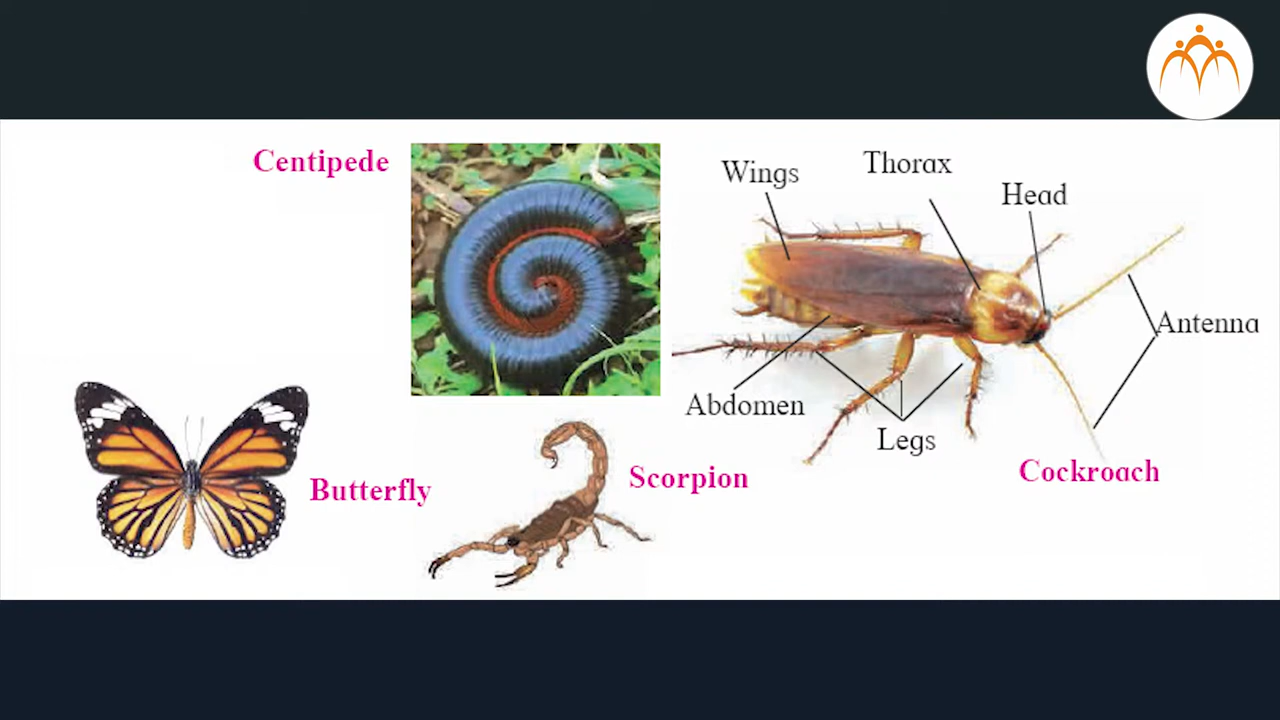 Centipede
Wings
Thorax
Head
Antenna
Abdomen
Legs
Cockroach
Butterfly
Scorpion